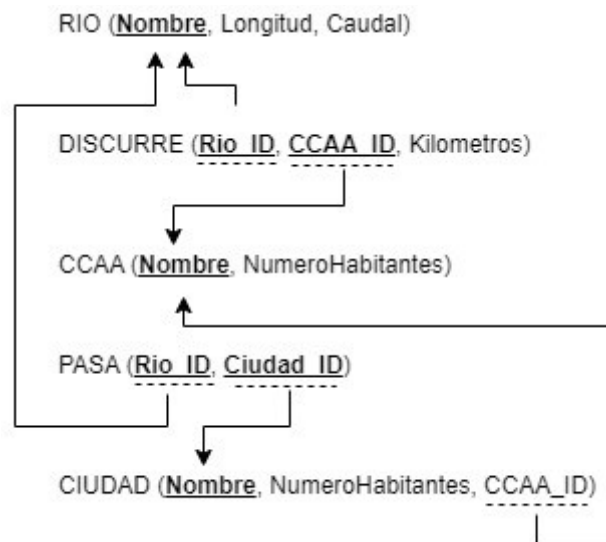 RIO (Nombre, Longitud, Caudal)
DISCURRE (Rio_ID, CCAA_ID, Kilometros)
CCAA (Nombre, NumeroHabitantes)
PASA (Rio_ID, Ciudad_ID)
CIUDAD (Nombre, NumeroHabitantes, CCAA_ID)